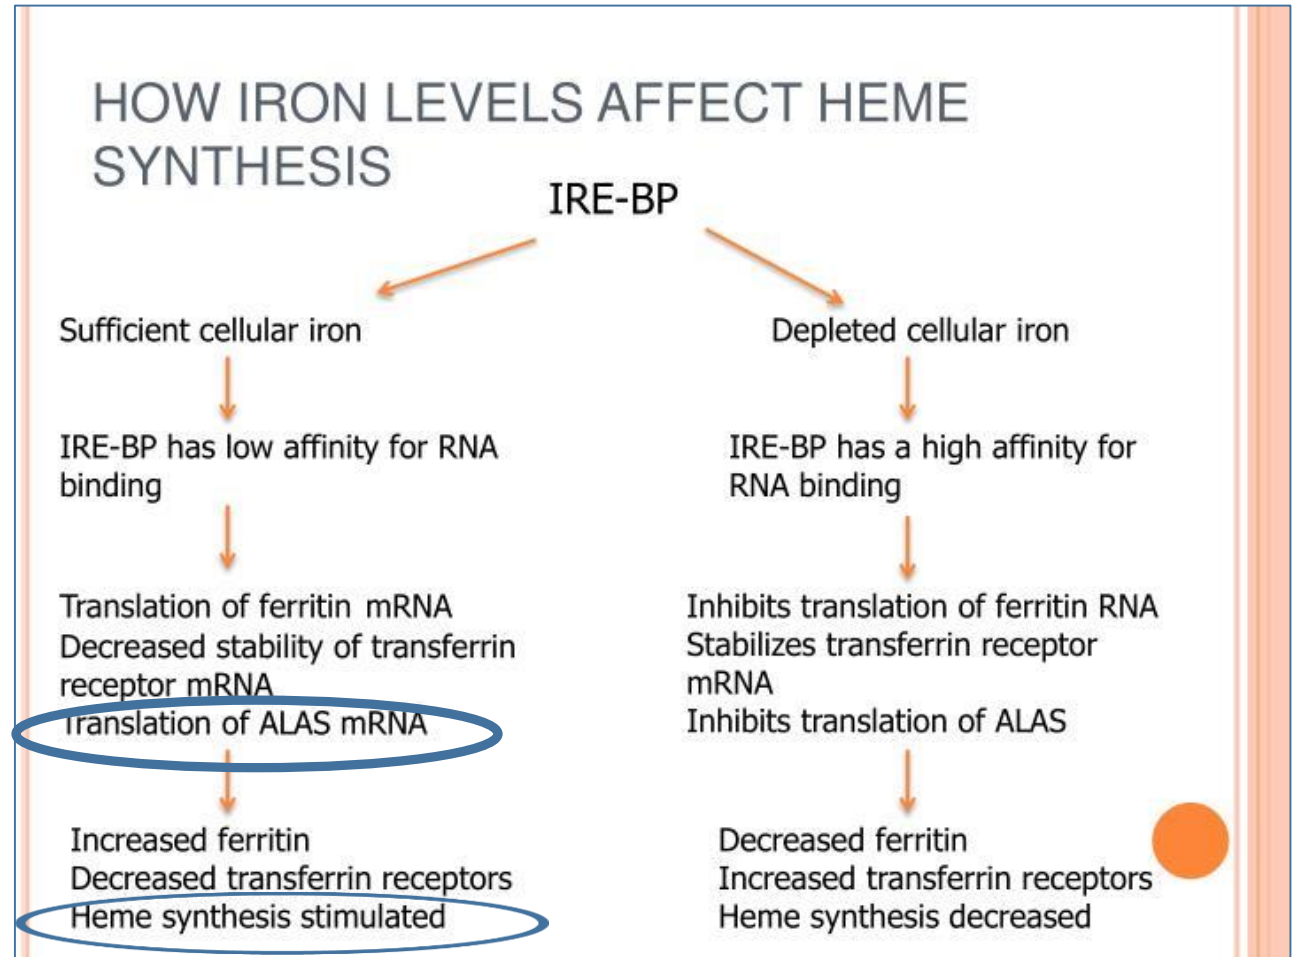 HOW IRON LEVELS AFFECT HEME
SYNTHESIS
IRE-BP
Sufficient cellular iron
IRE-BP has low affinity for RNA
binding
Translation of ferritin mRNA
Decreased stability of transferrin
receptor mRNA
Translation of ALAS mRNA
Increased ferritin
Decreased transferrin receptors
Heme synthesis stimulated
Depleted cellular iron
IRE-BP has a high affinity for
RNA binding
Inhibits translation of ferritin RNA
Stabilizes transferrin receptor
mRNA
Inhibits translation of ALAS
Decreased ferritin
Increased transferrin receptors
Heme synthesis decreased